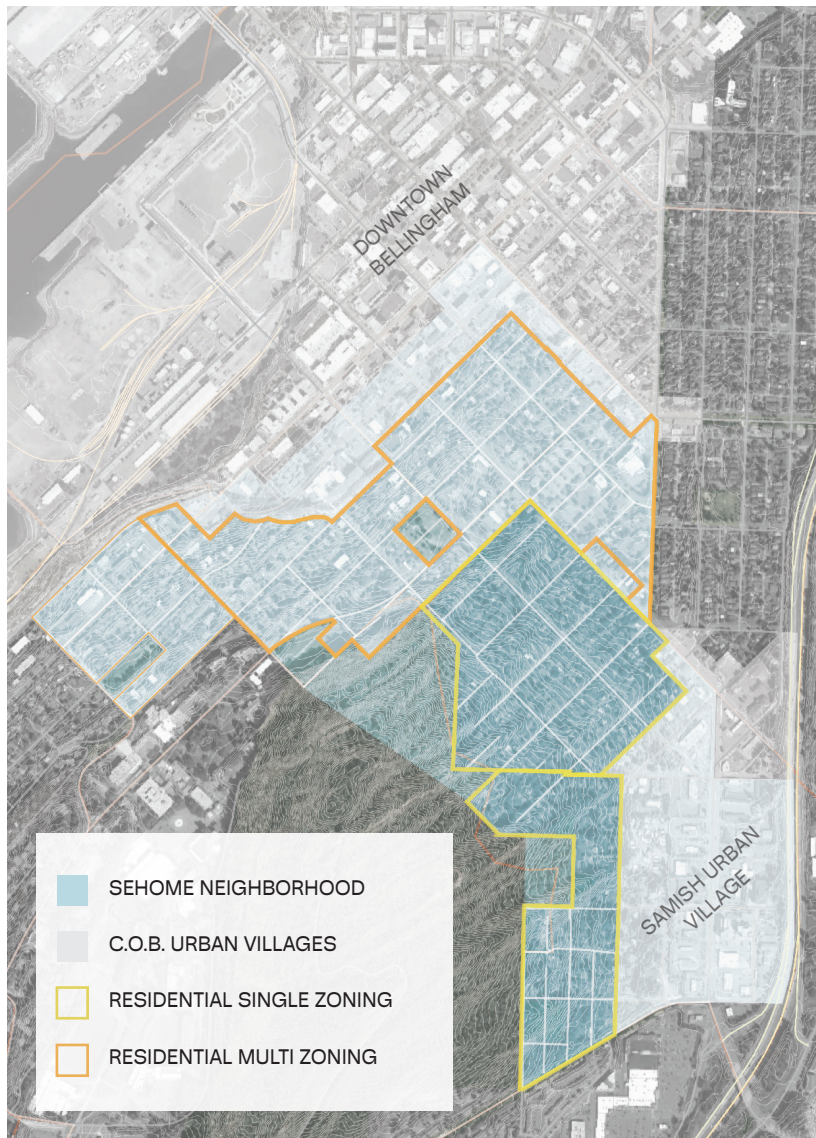 DOWNTOWN
BELLINGHAM
SAMISH URBAN
VILLAGE
SEHOME NEIGHBORHOOD
C.O.B. URBAN VILLAGES
RESIDENTIAL SINGLE ZONING
RESIDENTIAL MULTI ZONING